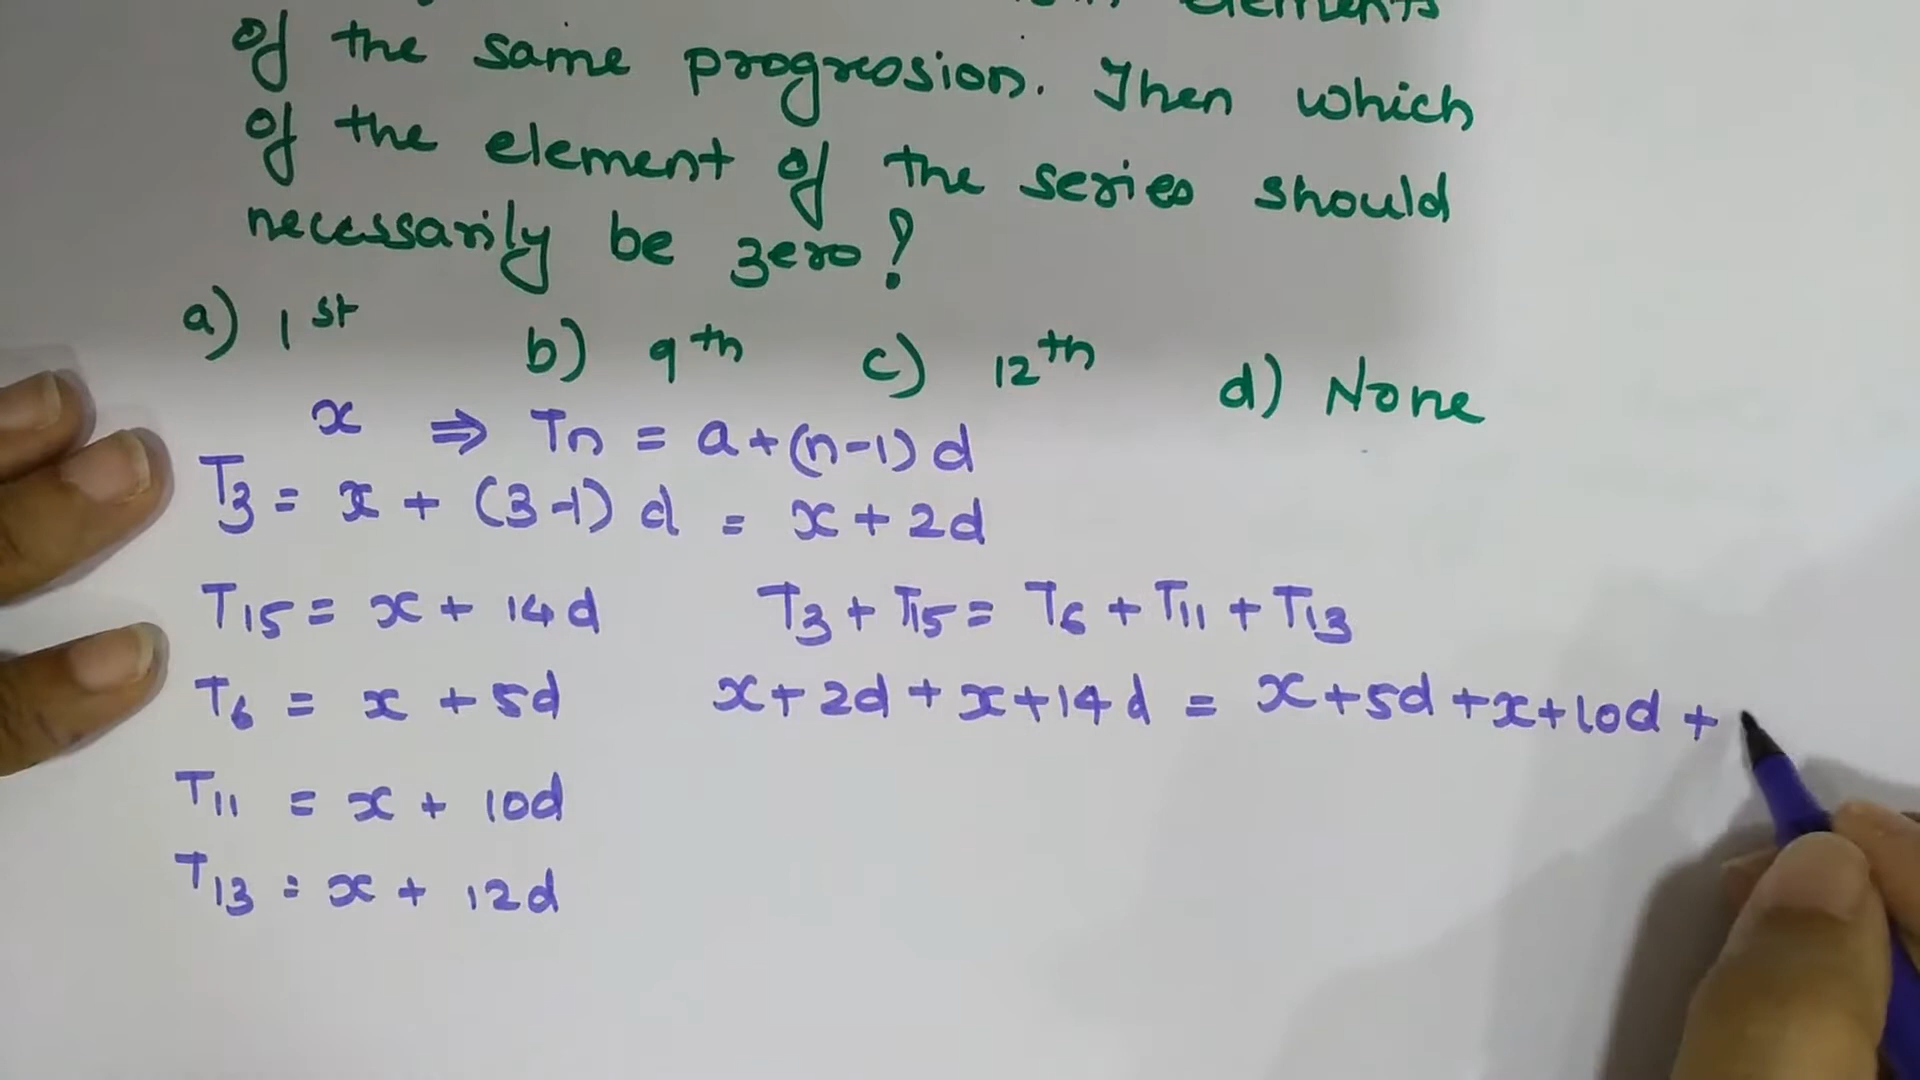 elements
of the same progression. Then which
of the element of the series should
necessarily be zero?
a) 1st b) 9th c) 12th d) None
x ⇒ Tn = a+(n-1)d
T3 = x + (3-1)d = x + 2d
T15 = x + 14d T3 + T15 = T6 + T11 + T13
T6 = x + 5d x+2d + x+14d = x+5d +x+10d +
T11 = x + 10d
T13 = x + 12d